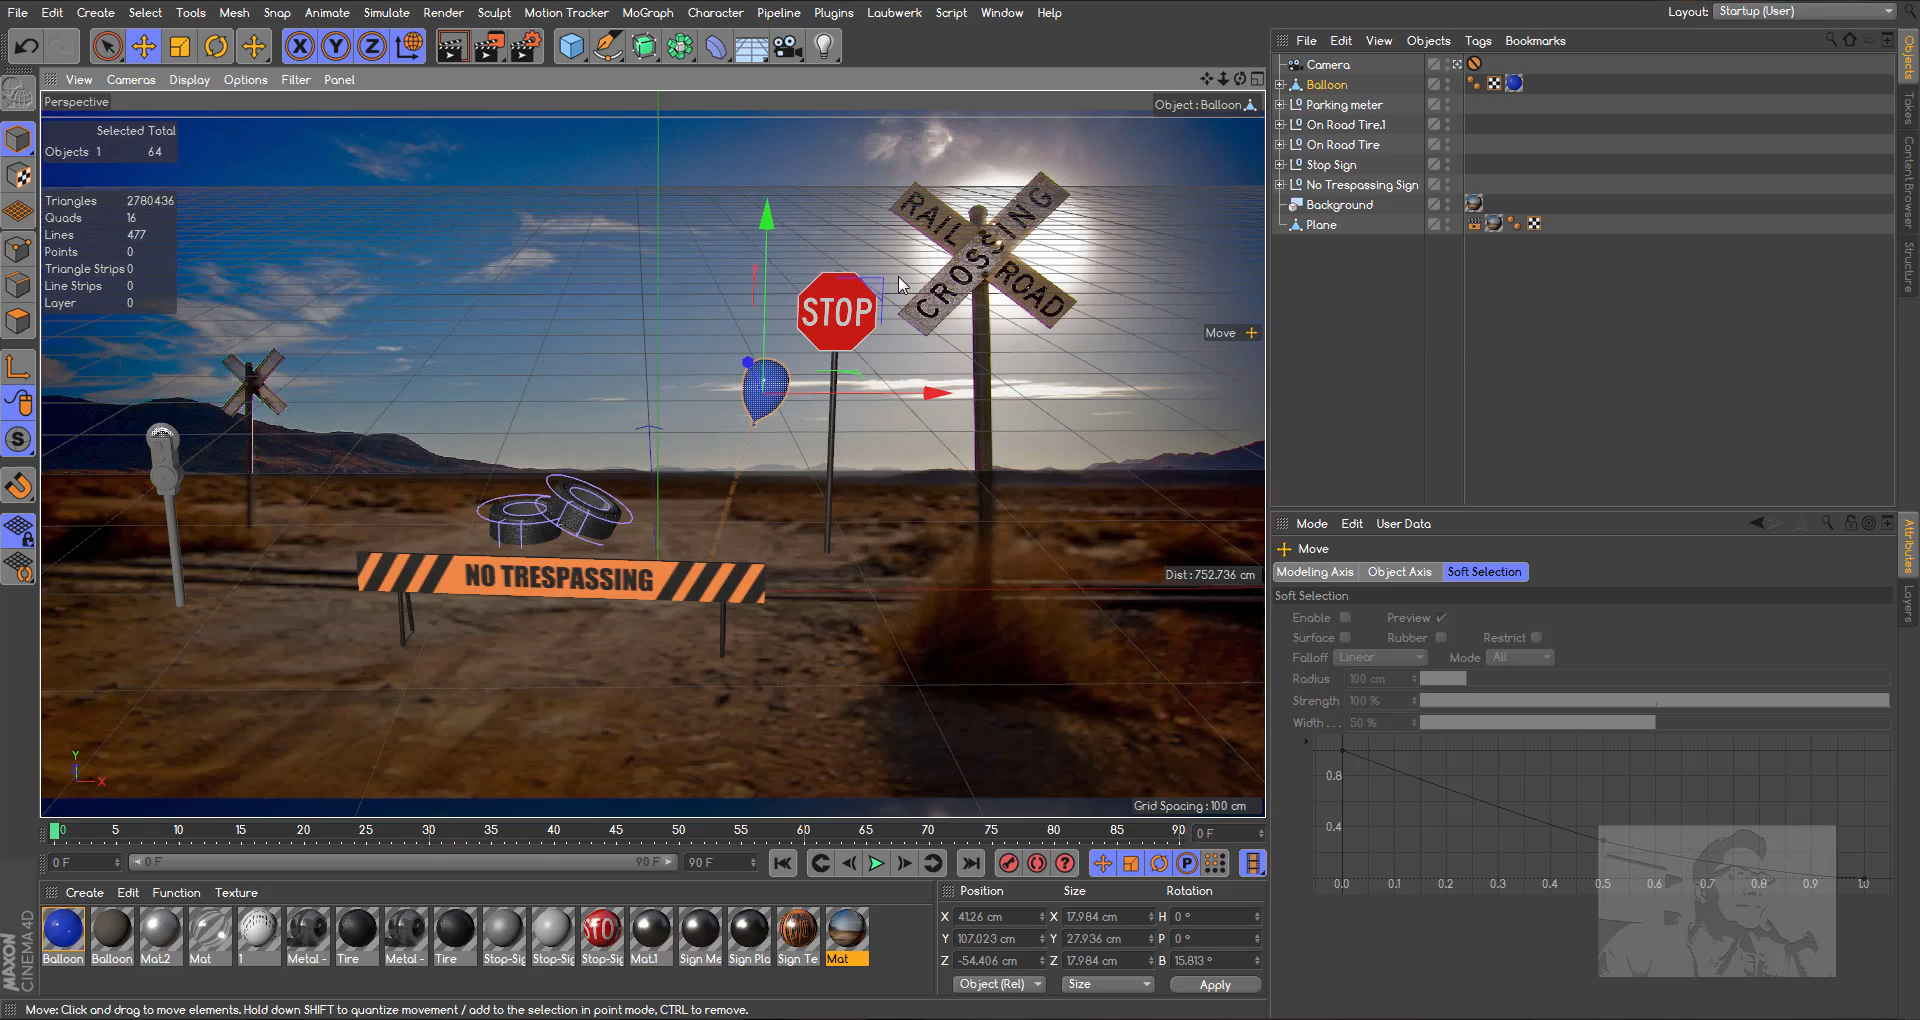 File Edit Create Select Tools Mesh Snap Animate Simulate Render Sculpt Motion Tracker MoGraph Character Pipeline Plugins Laubwerk Script Window Help
Layout: Startup (User)
File Edit View Objects Tags Bookmarks
View Cameras Display Options Filter Panel
Perspective
Object : Balloon
Selected Total
Objects 1 64
Triangles 2780436
Quads 16
Lines 477
Points 0
Triangle Strips 0
Line Strips 0
Layer 0
RAIL ROAD
CROSSING
STOP
Move
NO TRESPASSING
Dist : 752.736 cm
Grid Spacing : 100 cm
Y
X
Camera
Balloon
Parking meter
On Road Tire.1
On Road Tire
Stop Sign
No Trespassing Sign
Background
Plane
Objects
Takes
Content Browser
Structure
Mode Edit User Data
Move
Modeling Axis Object Axis Soft Selection
Soft Selection
Enable Preview
Surface Rubber Restrict
Falloff Linear Mode All
Radius 100 cm
Strength 100 %
Width . . . 50 %
0.8
0.4
0.0 0.1 0.2 0.3 0.4 0.5 0.6 0.7 0.8 0.9 1.0
Attributes
Layers
0 5 10 15 20 25 30 35 40 45 50 55 60 65 70 75 80 85 90 0 F
0 F 0 F 90 F 90 F
Create Edit Function Texture
Balloon Balloon Mat.2 Mat 1 Metal - Tire Metal - Tire Stop-Sig Stop-Sig Stop-Sig Mat.1 Sign Me Sign Pla Sign Te Mat
Position Size Rotation
X 41.26 cm X 17.984 cm H 0 °
Y 107.023 cm Y 27.936 cm P 0 °
Z -54.406 cm Z 17.984 cm B 15.813 °
Object (Rel) Size Apply
MAXON
CINEMA 4D
Move: Click and drag to move elements. Hold down SHIFT to quantize movement / add to the selection in point mode, CTRL to remove.